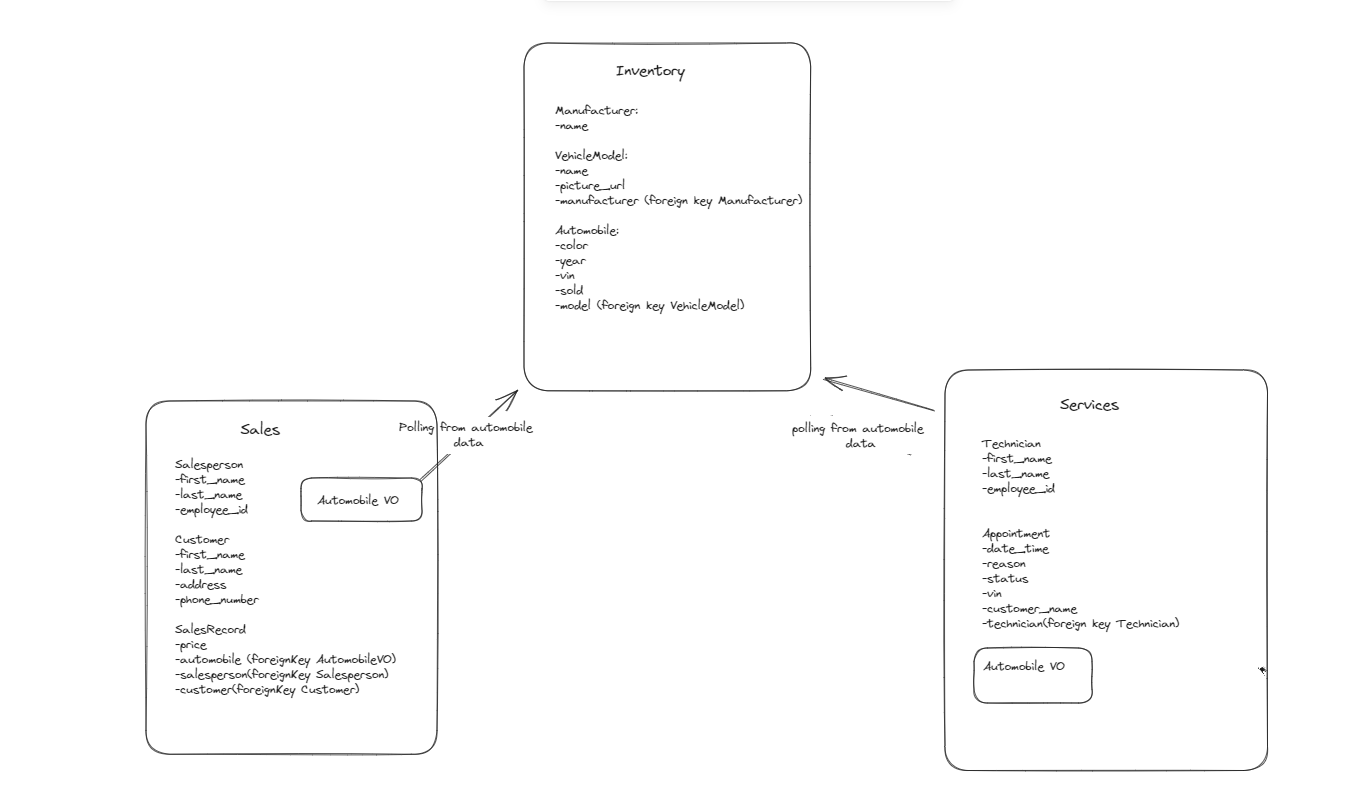 Inventory
Manufacturer:
-name
VehicleModel:
-name
-picture_url
-manufacturer (foreign key Manufacturer)
Automobile:
-color
-year
-vin
-sold
-model (foreign key VehicleModel)
Sales
Polling from automobile
data
Salesperson
-first_name
-last_name
-employee_id
Automobile VO
Customer
-first_name
-last_name
-address
-phone_number
SalesRecord
-price
-automobile (foreignKey AutomobileVO)
-salesperson(foreignKey Salesperson)
-customer(foreignKey Customer)
polling from automobile
data
Services
Technician
-first_name
-last_name
-employee_id
Appointment
-date_time
-reason
-status
-vin
-customer_name
-technician(foreign key Technician)
Automobile VO